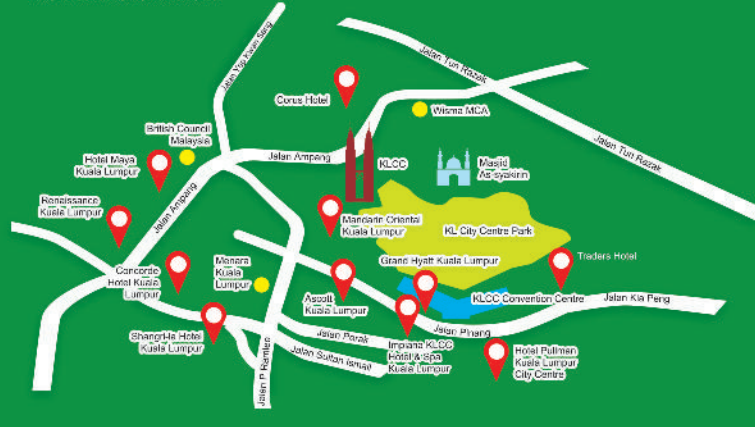 Jalan Yap Kwan Seng
Jalan Tun Razak
Corus Hotel
Wisma MCA
British Council
Malaysia
Jalan Ampang
KLCC
Masjid
As-syakirin
Jalan Tun Razak
Hotel Maya
Kuala Lumpur
Renaissance
Kuala Lumpur
Jalan Ampang
Mandarin Oriental
Kuala Lumpur
KL City Centre Park
Concorde
Hotel Kuala
Lumpur
Menara
Kuala
Lumpur
Grand Hyatt Kuala Lumpur
Traders Hotel
Ascott
Kuala Lumpur
KLCC Convention Centre
Jalan Kia Peng
Shangri-la Hotel
Kuala Lumpur
Jalan P Ramlee
Jalan Perak
Jalan Sultan Ismail
Jalan Pinang
Impiana KLCC
Hotel & Spa
Kuala Lumpur
Hotel Pullman
Kuala Lumpur
City Centre